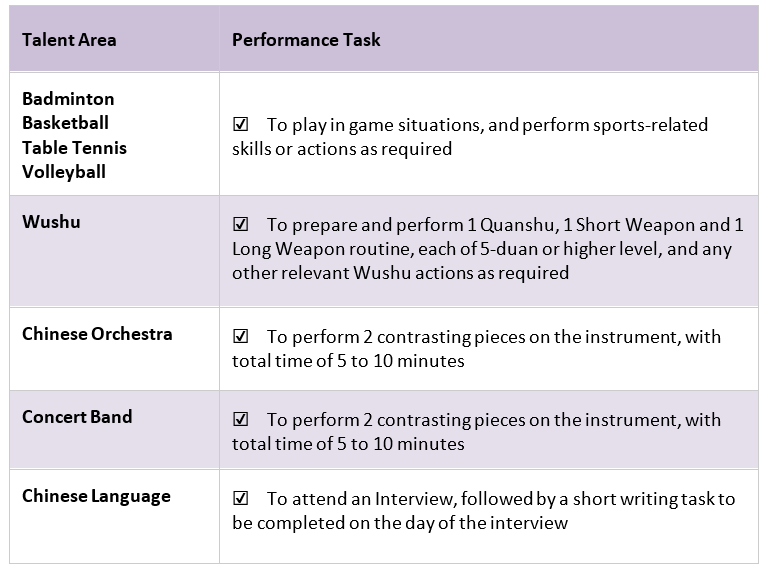 Talent Area
Performance Task
Badminton
Basketball
Table Tennis
Volleyball
☑ To play in game situations, and perform sports-related
skills or actions as required
Wushu
☑ To prepare and perform 1 Quanshu, 1 Short Weapon and 1
Long Weapon routine, each of 5-duan or higher level, and any
other relevant Wushu actions as required
Chinese Orchestra
☑ To perform 2 contrasting pieces on the instrument, with
total time of 5 to 10 minutes
Concert Band
☑ To perform 2 contrasting pieces on the instrument, with
total time of 5 to 10 minutes
Chinese Language
☑ To attend an Interview, followed by a short writing task to
be completed on the day of the interview